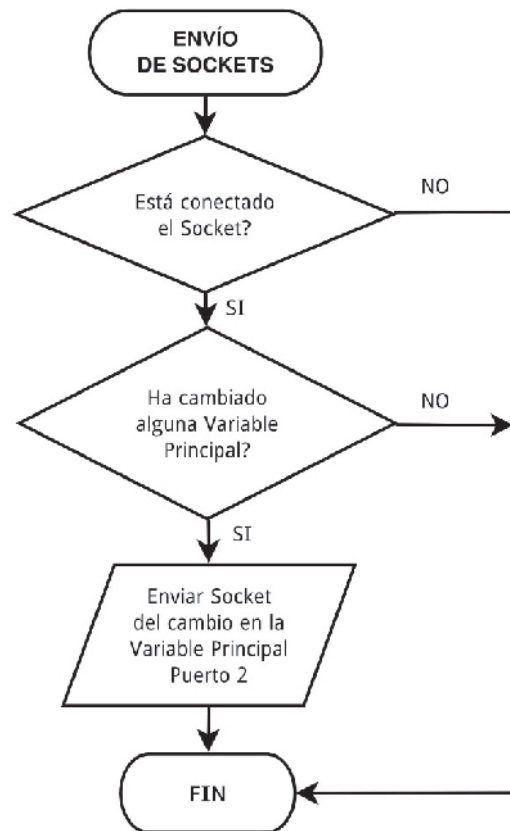 ENVÍO
DE SOCKETS
Está conectado
el Socket?
NO
SI
Ha cambiado
alguna Variable
Principal?
NO
SI
Enviar Socket
del cambio en la
Variable Principal
Puerto 2
FIN